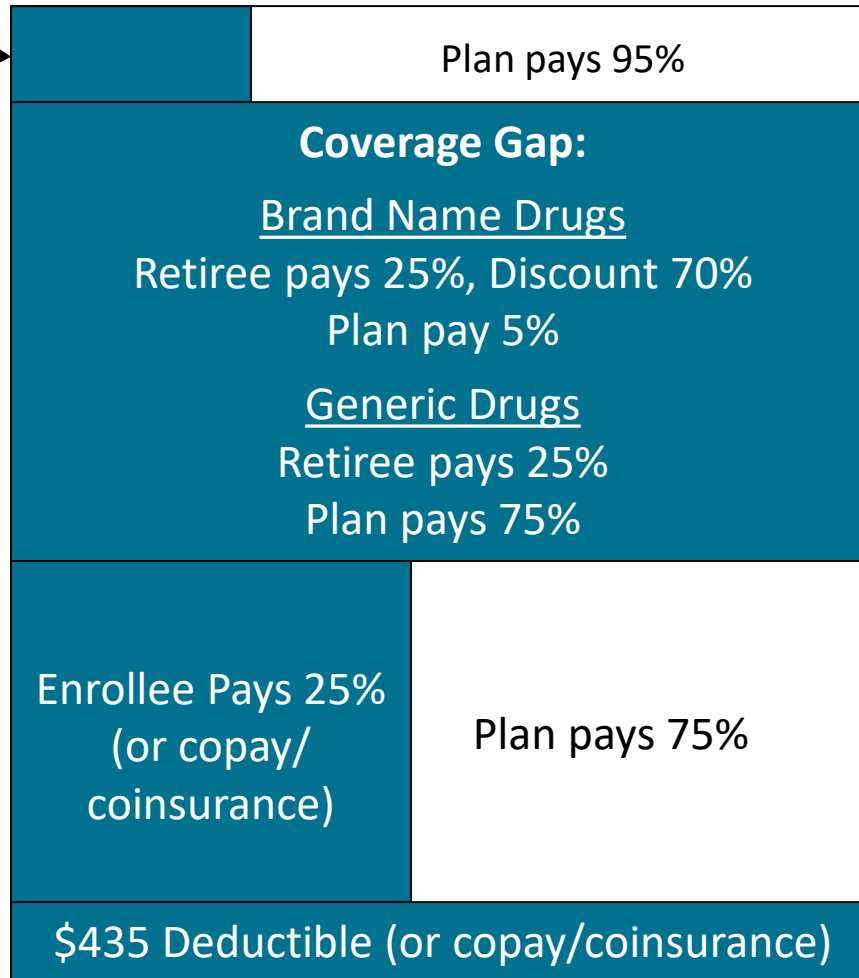 Plan pays 95%
Coverage Gap:
Brand Name Drugs
Retiree pays 25%, Discount 70%
Plan pay 5%
Generic Drugs
Retiree pays 25%
Plan pays 75%
Enrollee Pays 25%
(or copay/
coinsurance)
Plan pays 75%
$435 Deductible (or copay/coinsurance)